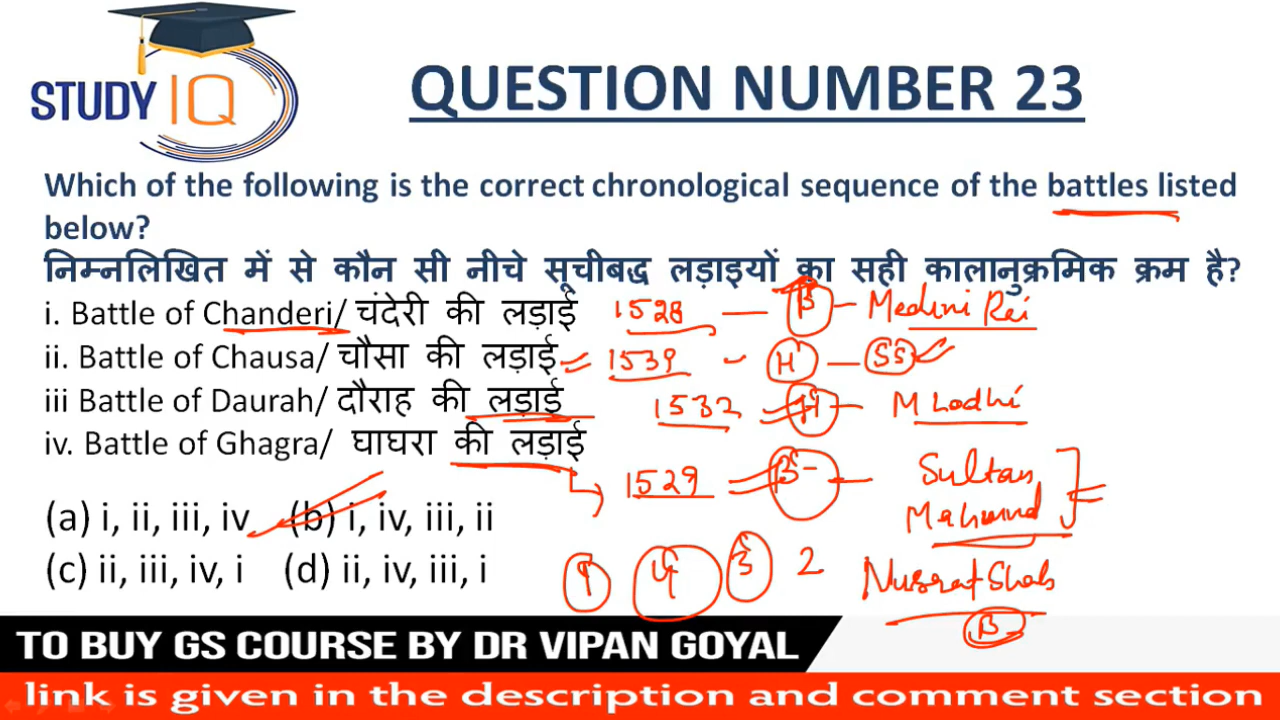 STUDY IQ
QUESTION NUMBER 23
Which of the following is the correct chronological sequence of the battles listed
below?
निम्नलिखित में से कौन सी नीचे सूचीबद्ध लड़ाइयों का सही कालानुक्रमिक क्रम है?
i. Battle of Chanderi/ चंदेरी की लड़ाई 1528 — B — Medini Rai
ii. Battle of Chausa/ चौसा की लड़ाई 1539 – H — SS
iii Battle of Daurah/ दौराह की लड़ाई 1532 H — M Lodhi
iv. Battle of Ghagra/ घाघरा की लड़ाई
1529 B — Sultan
Mahmud
(a) i, ii, iii, iv (b) i, iv, iii, ii
(c) ii, iii, iv, i (d) ii, iv, iii, i
1 4 3 2 Nusrat Shah
B
TO BUY GS COURSE BY DR VIPAN GOYAL
link is given in the description and comment section